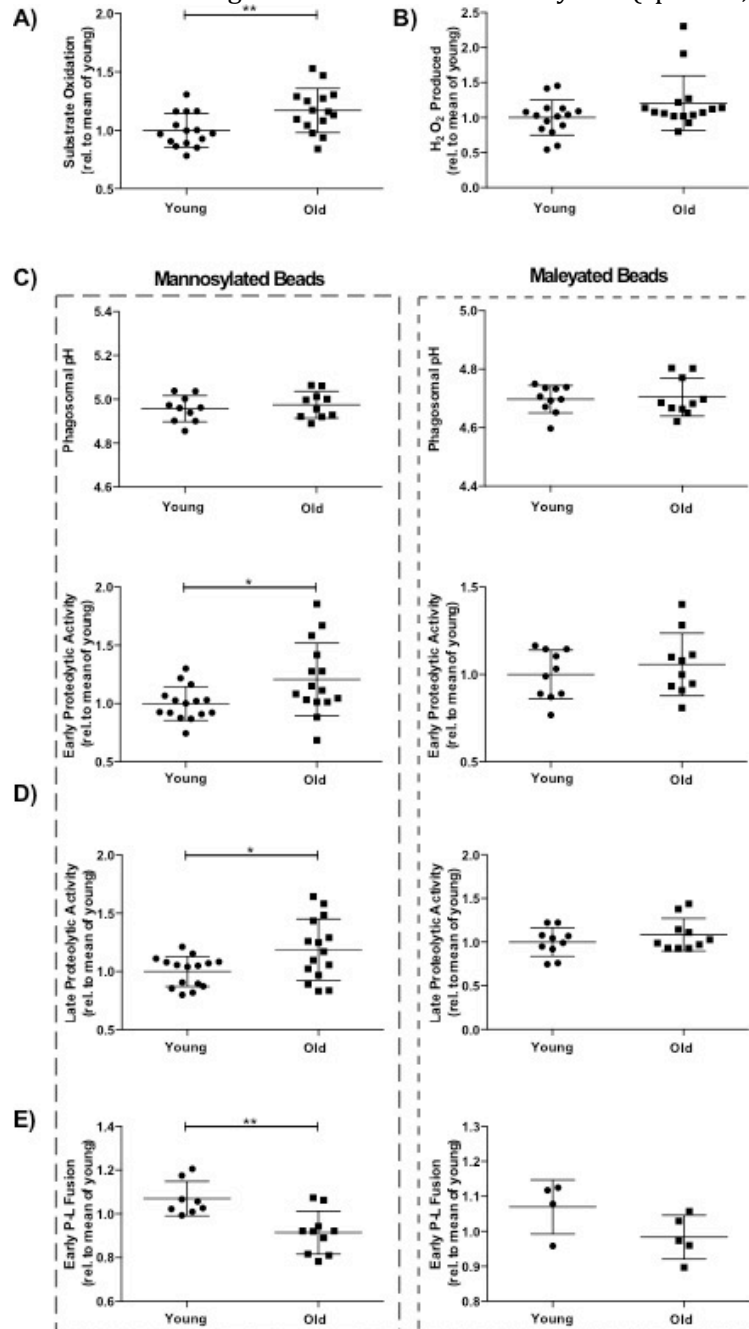 A)
**
Substrate Oxidation
(rel. to mean of young)
2.0
1.5
1.0
0.5
Young
Old
B)
H2O2 Produced
(rel. to mean of young)
2.5
2.0
1.5
1.0
0.5
0.0
Young
Old
C)
Mannosylated Beads
Maleyated Beads
Phagosomal pH
5.4
5.2
5.0
4.8
4.6
Young
Old
Phagosomal pH
5.0
4.8
4.6
4.4
Young
Old
*
Early Proteolytic Activity
(rel. to mean of young)
2.0
1.5
1.0
0.5
Young
Old
Early Proteolytic Activity
(rel. to mean of young)
1.5
1.0
0.5
Young
Old
D)
*
Late Proteolytic Activity
(rel. to mean of young)
2.0
1.5
1.0
0.5
Young
Old
Late Proteolytic Activity
(rel. to mean of young)
2.0
1.5
1.0
0.5
0.0
Young
Old
E)
**
Early P-L Fusion
(rel. to mean of young)
1.4
1.2
1.0
0.8
0.6
Young
Old
Early P-L Fusion
(rel. to mean of young)
1.3
1.2
1.1
1.0
0.9
0.8
Young
Old